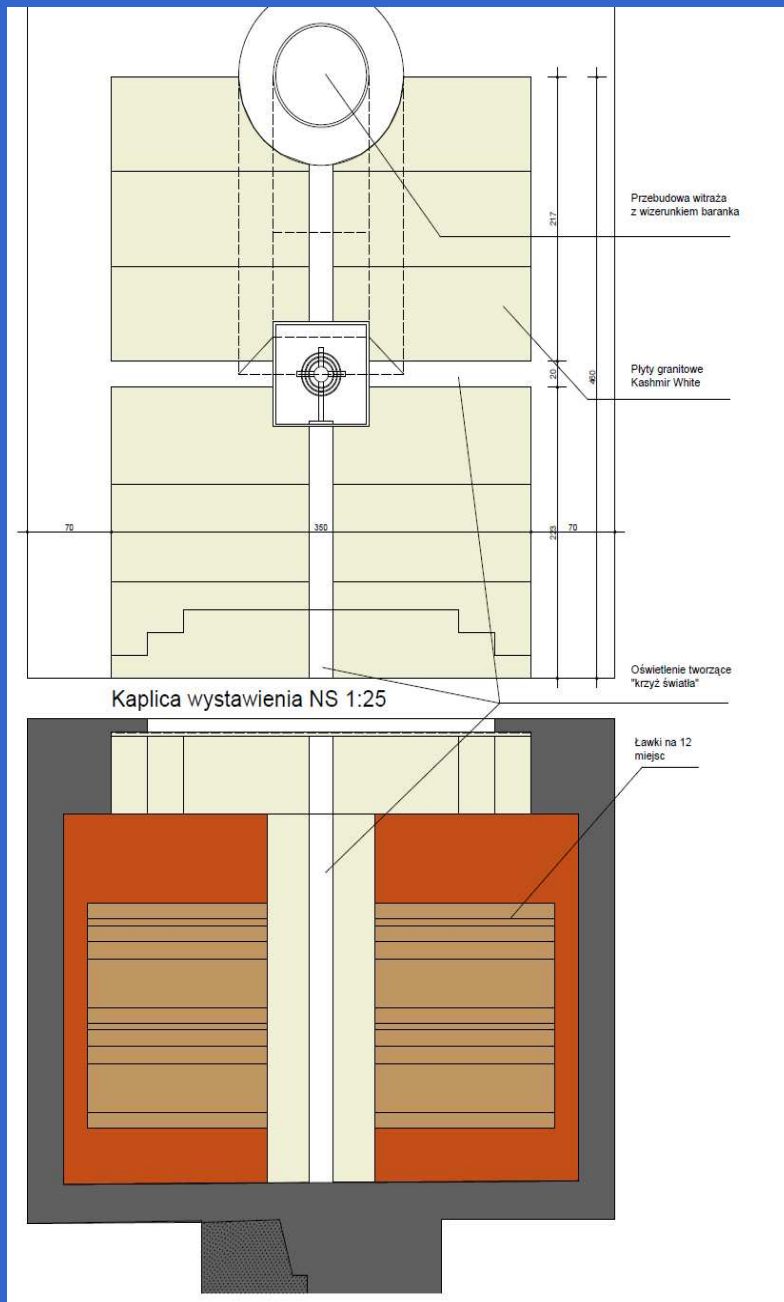 Przebudowa witraża
z wizerunkiem baranka
217
Płyty granitowe
Kashmir White
20
460
70
350
223
70
Oświetlenie tworzące
"krzyż światła"
Kaplica wystawienia NS 1:25
Ławki na 12
miejsc